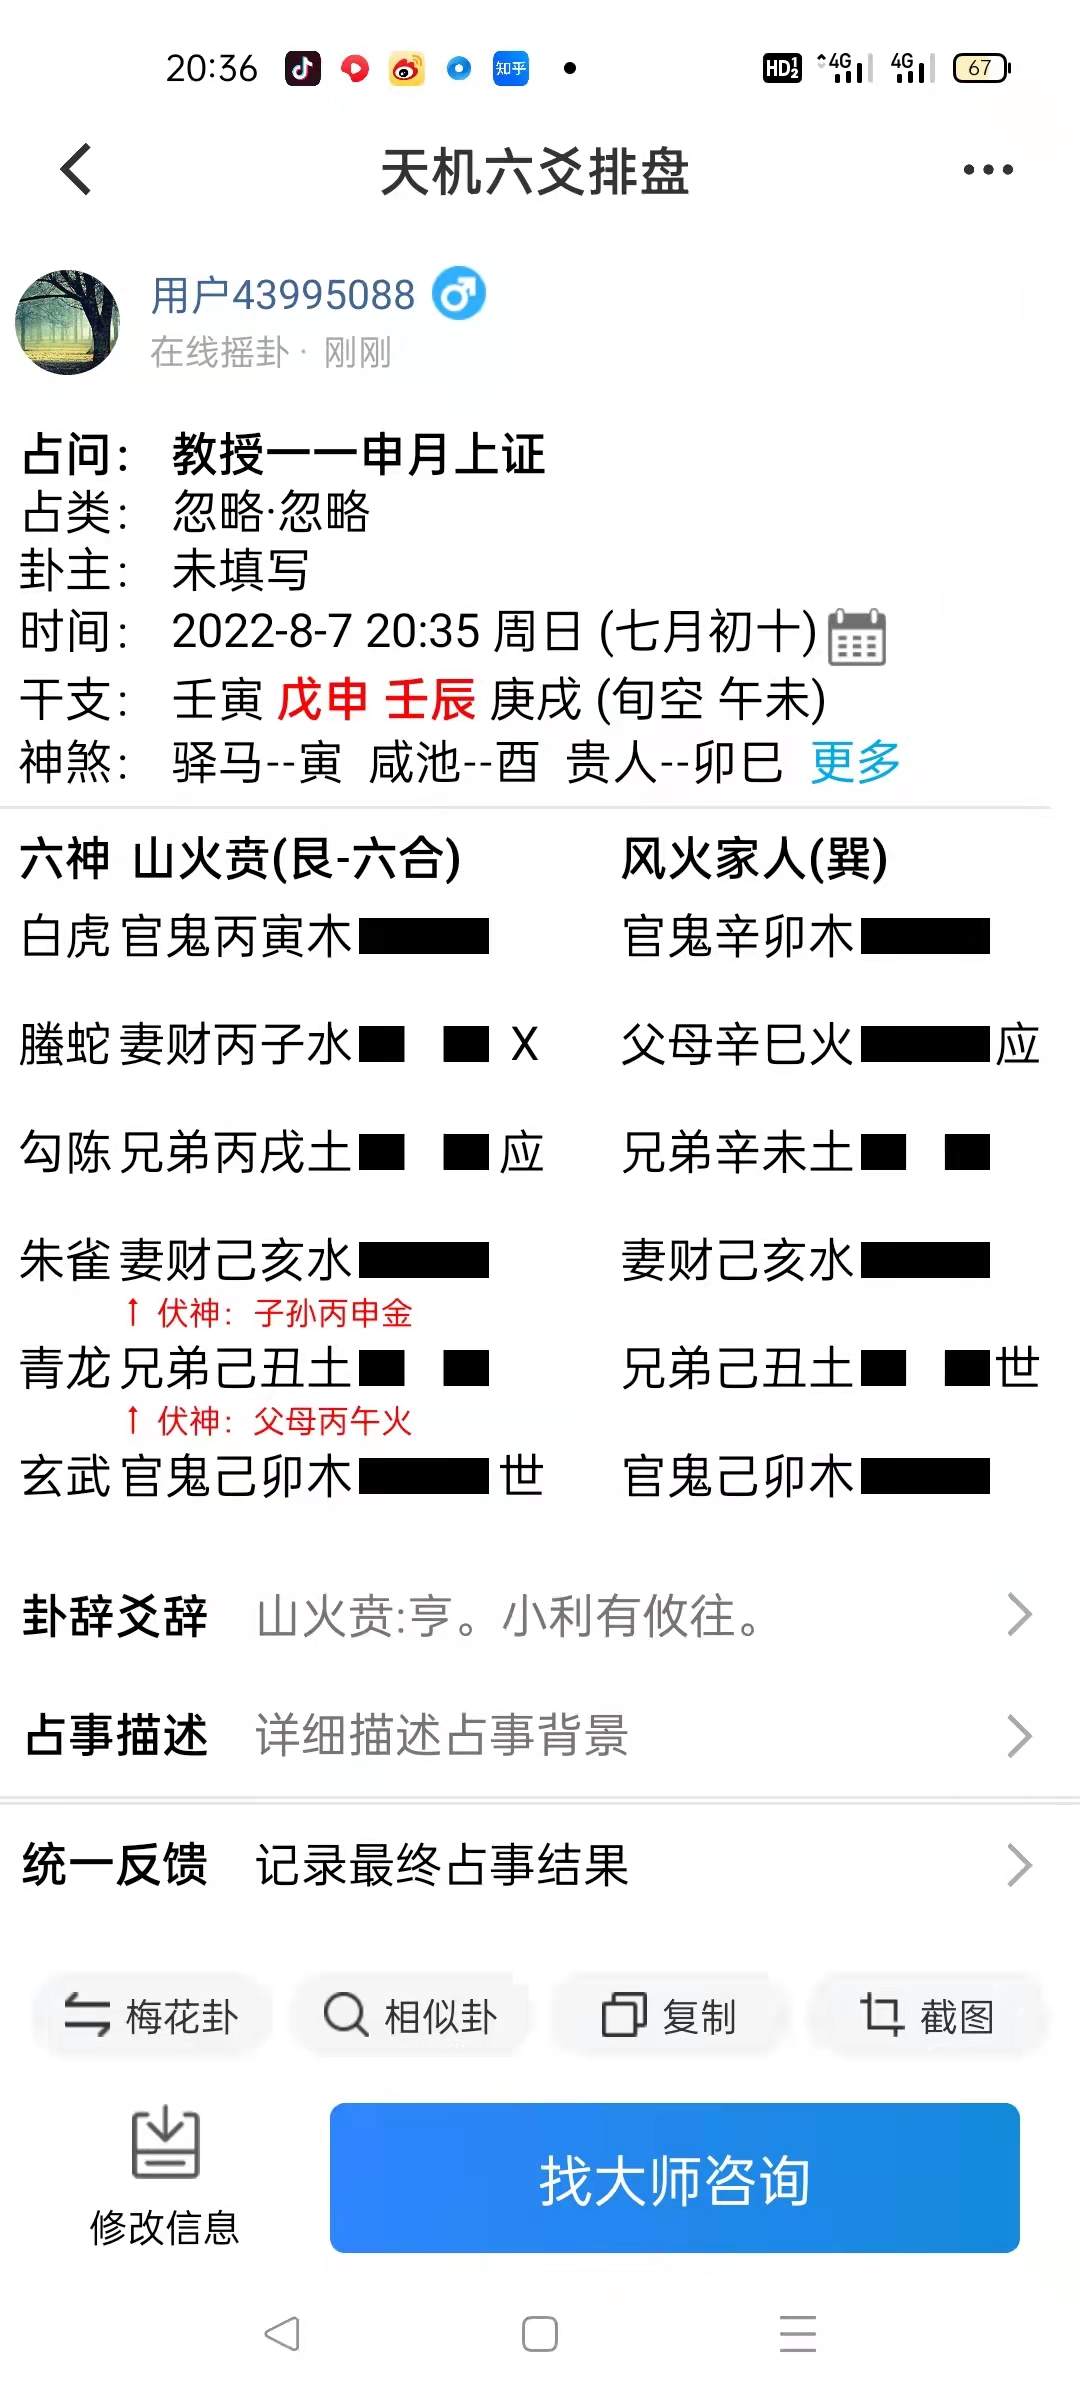 20:36 知乎 HD 1 2 4G 4G 67
天机六爻排盘
用户43995088
在线摇卦 · 刚刚
占问： 教授一一申月上证
占类： 忽略·忽略
卦主： 未填写
时间： 2022-8-7 20:35 周日 (七月初十)
干支： 壬寅 戊申 壬辰 庚戌 (旬空 午未)
神煞： 驿马--寅 咸池--酉 贵人--卯巳 更多
六神 山火贲(艮-六合) 风火家人(巽)
白虎 官鬼丙寅木 官鬼辛卯木
螣蛇 妻财丙子水 X 父母辛巳火 应
勾陈 兄弟丙戌土 应 兄弟辛未土
朱雀 妻财己亥水 妻财己亥水
↑ 伏神：子孙丙申金
青龙 兄弟己丑土 兄弟己丑土 世
↑ 伏神：父母丙午火
玄武 官鬼己卯木 世 官鬼己卯木
卦辞爻辞 山火贲:亨。小利有攸往。
占事描述 详细描述占事背景
统一反馈 记录最终占事结果
梅花卦 相似卦 复制 截图
修改信息 找大师咨询